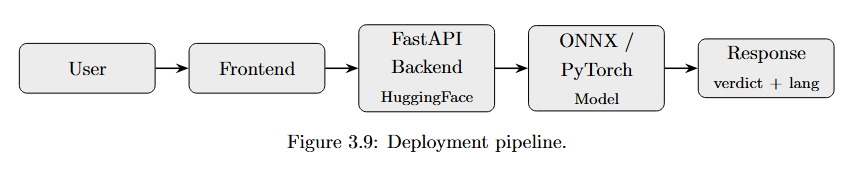 User
Frontend
FastAPI
Backend
HuggingFace
ONNX /
PyTorch
Model
Response
verdict + lang
Figure 3.9: Deployment pipeline.